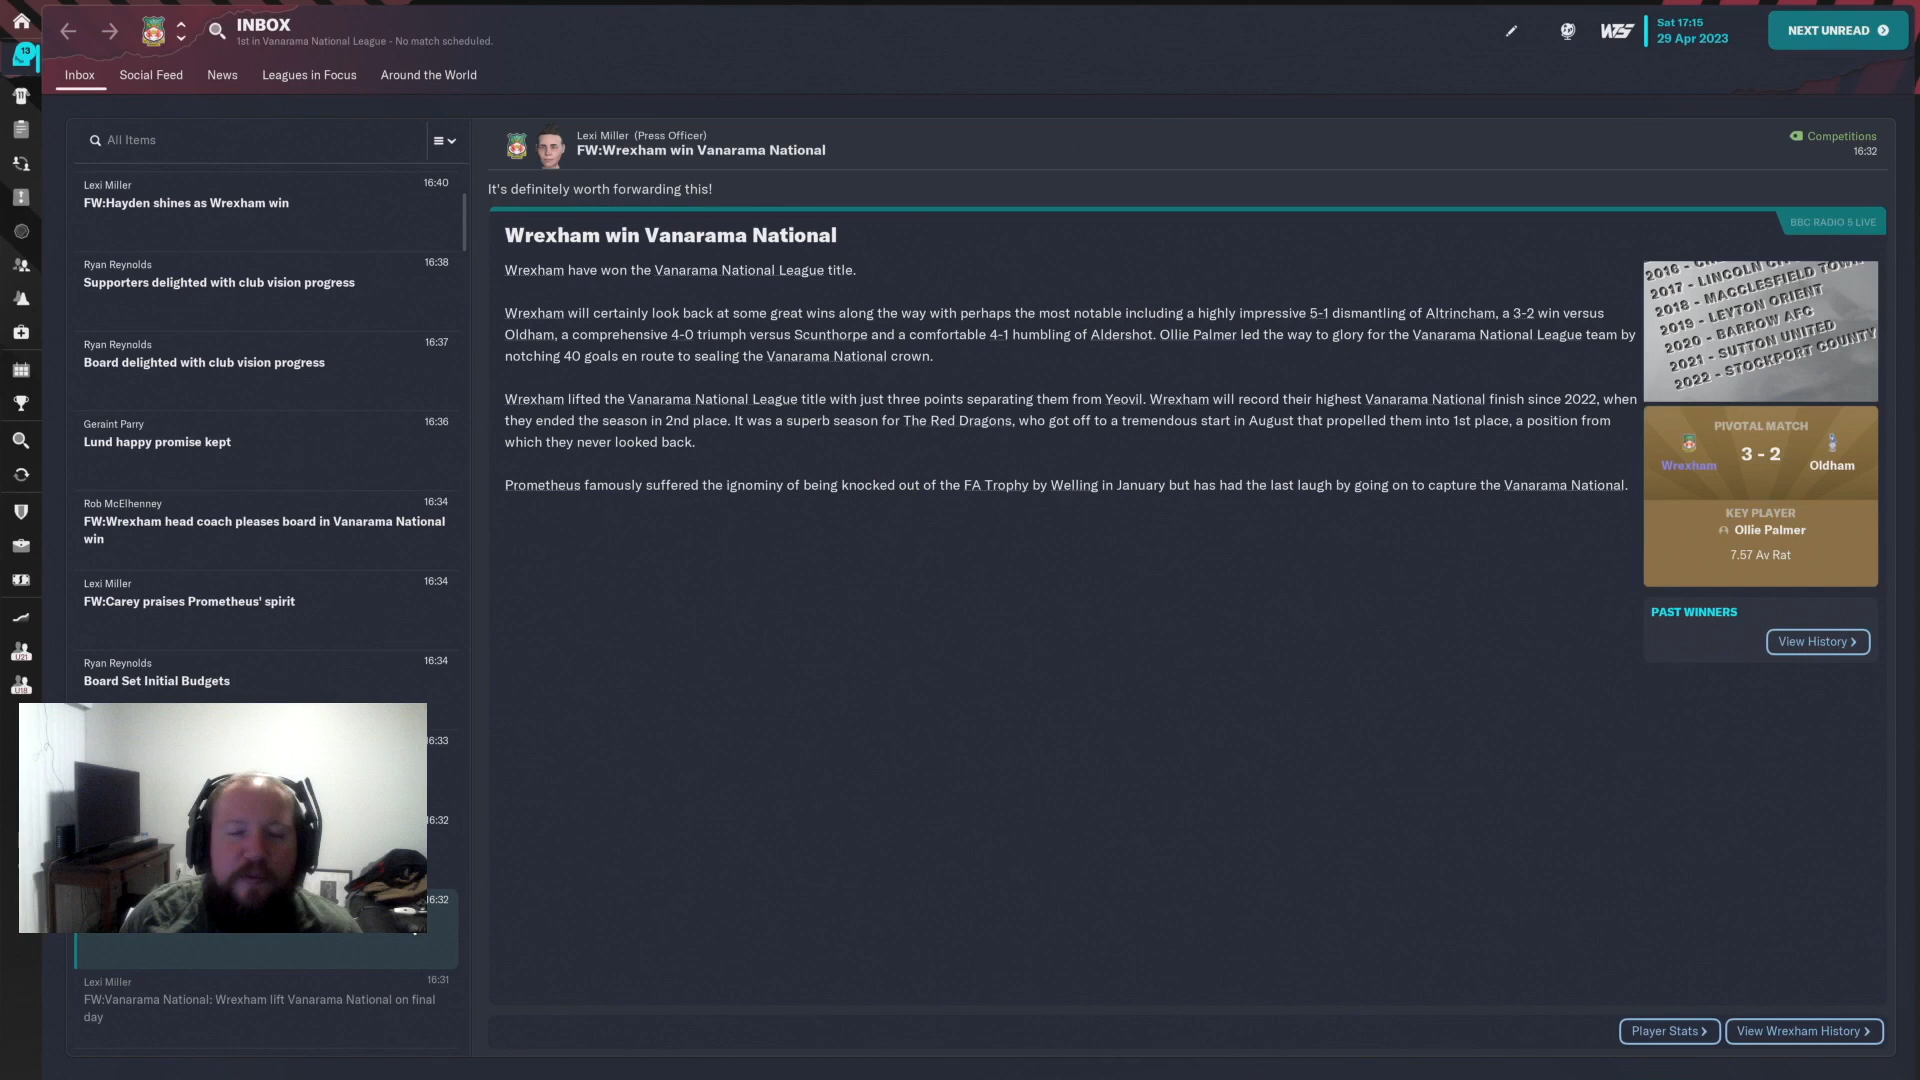 13
INBOX
1st in Vanarama National League - No match scheduled.
Sat 17:15
29 Apr 2023
NEXT UNREAD
Inbox
Social Feed
News
Leagues in Focus
Around the World
All Items
Lexi Miller
16:40
FW:Hayden shines as Wrexham win
Ryan Reynolds
16:38
Supporters delighted with club vision progress
Ryan Reynolds
16:37
Board delighted with club vision progress
Geraint Parry
16:36
Lund happy promise kept
Rob McElhenney
16:34
FW:Wrexham head coach pleases board in Vanarama National
win
Lexi Miller
16:34
FW:Carey praises Prometheus' spirit
Ryan Reynolds
16:34
Board Set Initial Budgets
16:33
16:32
16:32
Lexi Miller
16:31
FW:Vanarama National: Wrexham lift Vanarama National on final
day
U21
U18
Lexi Miller (Press Officer)
FW:Wrexham win Vanarama National
Competitions
16:32
It's definitely worth forwarding this!
BBC RADIO 5 LIVE
Wrexham win Vanarama National
Wrexham have won the Vanarama National League title.
Wrexham will certainly look back at some great wins along the way with perhaps the most notable including a highly impressive 5-1 dismantling of Altrincham, a 3-2 win versus
Oldham, a comprehensive 4-0 triumph versus Scunthorpe and a comfortable 4-1 humbling of Aldershot. Ollie Palmer led the way to glory for the Vanarama National League team by
notching 40 goals en route to sealing the Vanarama National crown.
Wrexham lifted the Vanarama National League title with just three points separating them from Yeovil. Wrexham will record their highest Vanarama National finish since 2022, when
they ended the season in 2nd place. It was a superb season for The Red Dragons, who got off to a tremendous start in August that propelled them into 1st place, a position from
which they never looked back.
Prometheus famously suffered the ignominy of being knocked out of the FA Trophy by Welling in January but has had the last laugh by going on to capture the Vanarama National.
2016 -
2017 - LINCOLN CITY
2018 - MACCLESFIELD TOWN
2019 - LEYTON ORIENT
2020 - BARROW AFC
2021 - SUTTON UNITED
2022 - STOCKPORT COUNTY
PIVOTAL MATCH
Wrexham
3 - 2
Oldham
KEY PLAYER
Ollie Palmer
7.57 Av Rat
PAST WINNERS
View History
Player Stats
View Wrexham History